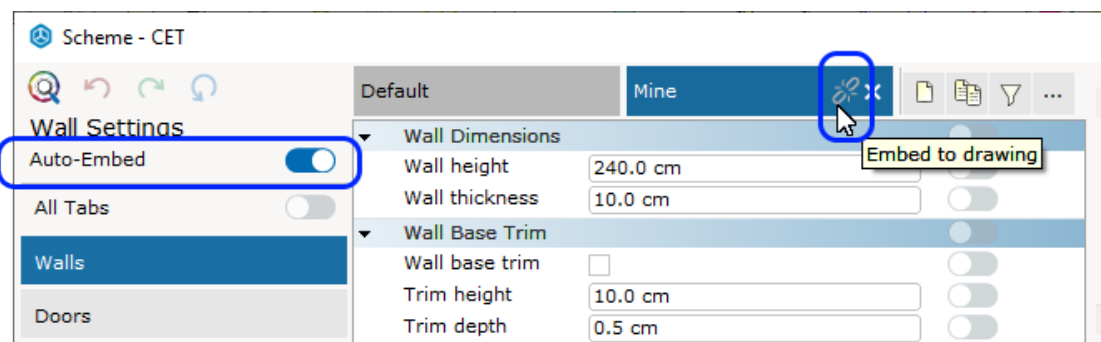 Scheme - CET
Default
Mine
...
Wall Settings
Auto-Embed
All Tabs
Walls
Doors
Wall Dimensions
Embed to drawing
Wall height 240.0 cm
Wall thickness 10.0 cm
Wall Base Trim
Wall base trim
Trim height 10.0 cm
Trim depth 0.5 cm